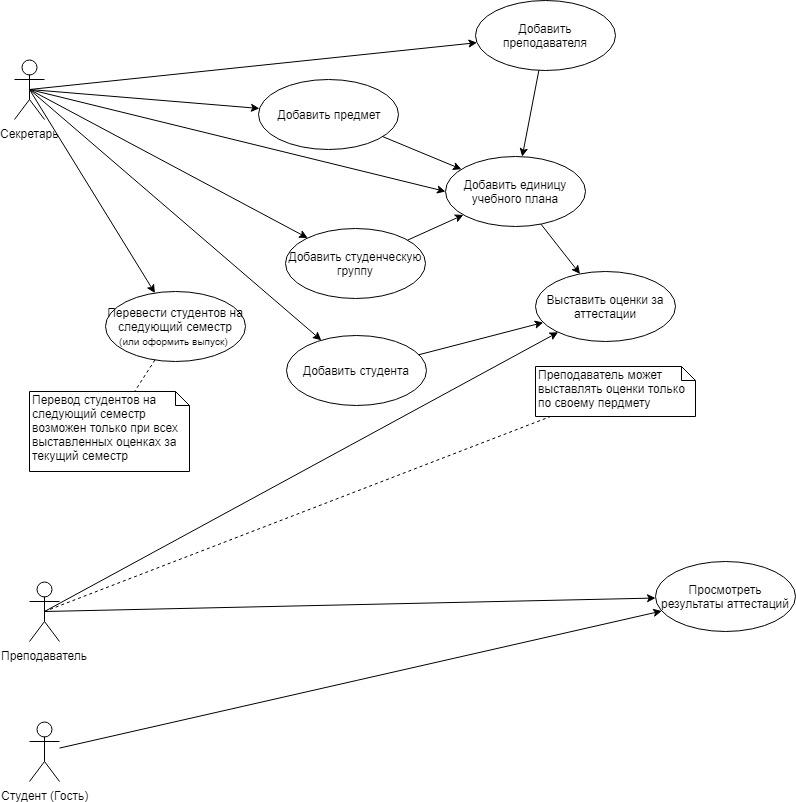 Добавить
преподавателя
Секретарь
Добавить предмет
Добавить единицу
учебного плана
Добавить студенческую
группу
Выставить оценки за
аттестации
Перевести студентов на
следующий семестр
(или оформить выпуск)
Добавить студента
Преподаватель может
выставлять оценки только
по своему пердмету
Перевод студентов на
следующий семестр
возможен только при всех
выставленных оценках за
текущий семестр
Просмотреть
результаты аттестаций
Преподаватель
Студент (Гость)